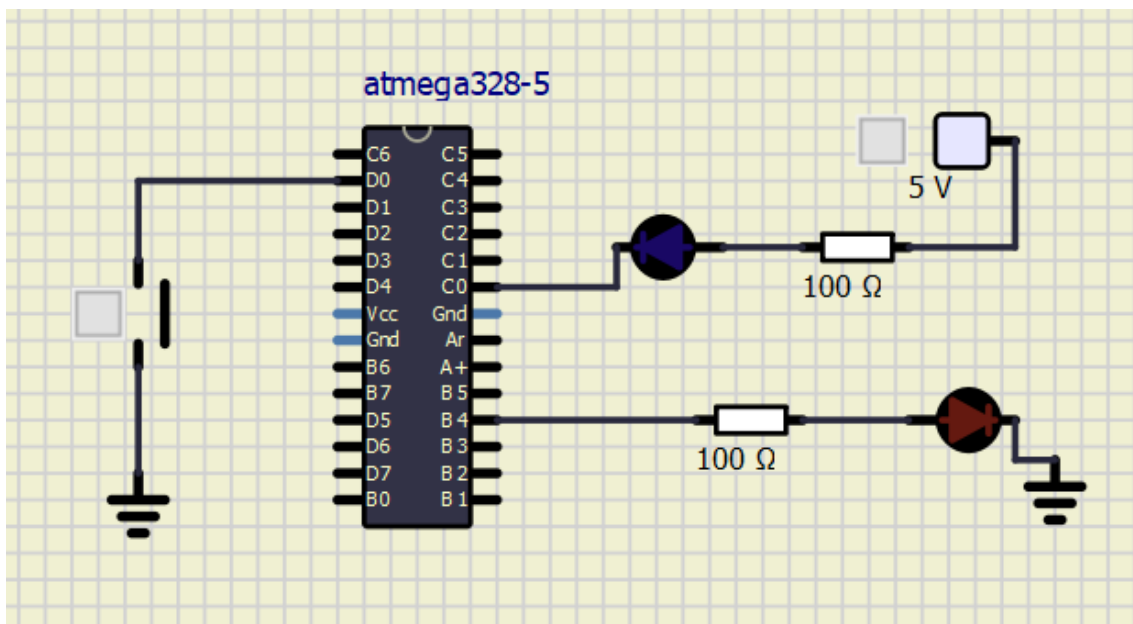 atmega328-5
C6 C5
D0 C4
D1 C3
D2 C2
D3 C1
D4 C0
Vcc Gnd
Gnd Ar
B6 A+
B7 B5
D5 B4
D6 B3
D7 B2
B0 B1
5 V
100 Ω
100 Ω